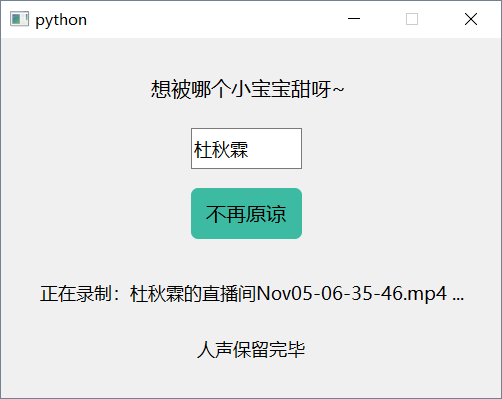 python
想被哪个小宝宝甜呀~
杜秋霖
不再原谅
正在录制：杜秋霖的直播间Nov05-06-35-46.mp4 ...
人声保留完毕